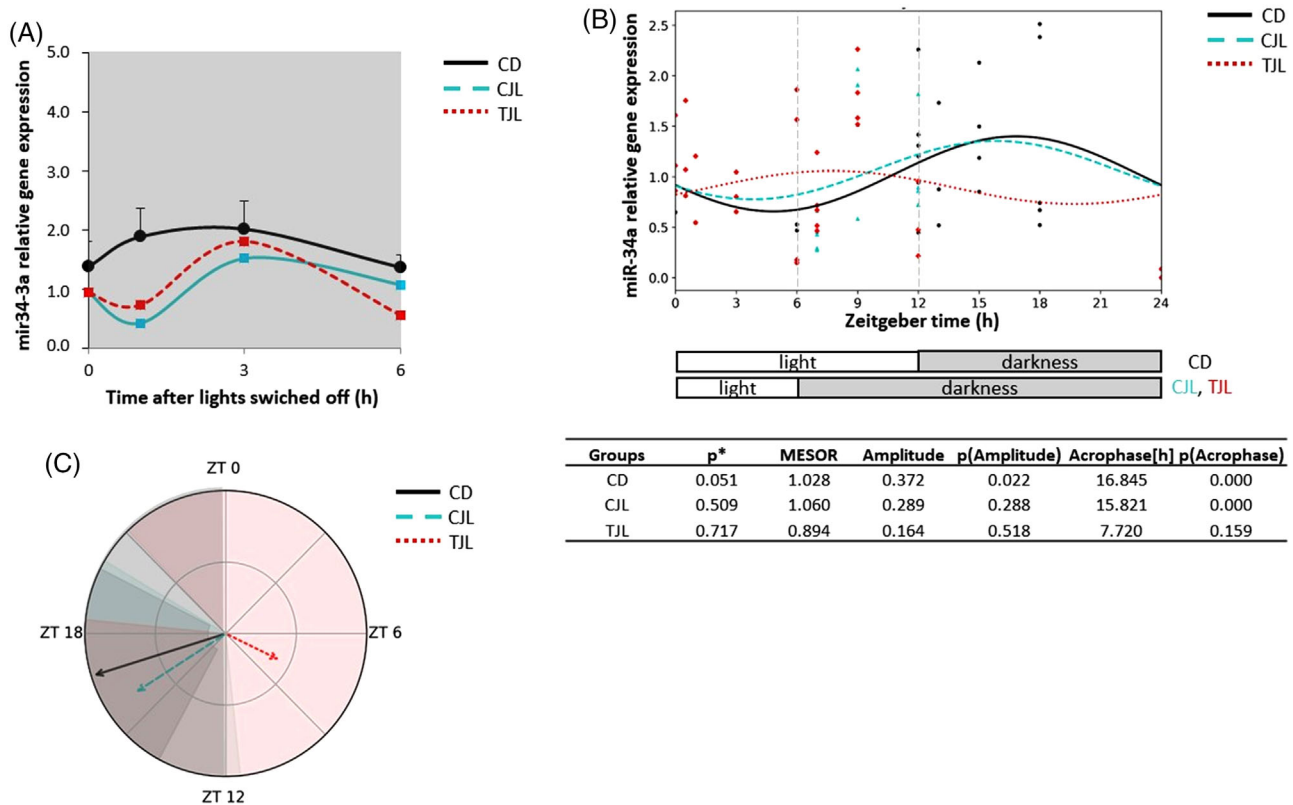 (A)
mir34-3a relative gene expression
5.0
4.0
3.0
2.0
1.0
0.0
0
3
6
Time after lights swiched off (h)
CD
CJL
TJL
(B)
miR-34a relative gene expression
2.5
2.0
1.5
1.0
0.5
0.0
0 3 6 9 12 15 18 21 24
Zeitgeber time (h)
CD
CJL
TJL
light darkness CD
light darkness CJL, TJL
Groups p* MESOR Amplitude p(Amplitude) Acrophase[h] p(Acrophase)
CD 0.051 1.028 0.372 0.022 16.845 0.000
CJL 0.509 1.060 0.289 0.288 15.821 0.000
TJL 0.717 0.894 0.164 0.518 7.720 0.159
(C)
ZT 0
ZT 18
ZT 6
ZT 12
CD
CJL
TJL